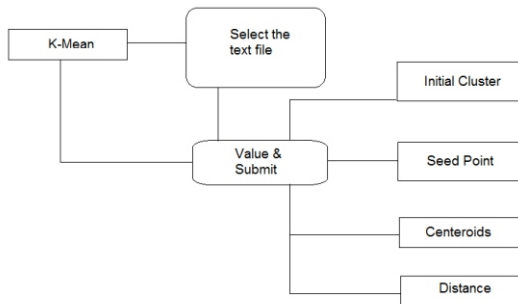 K-Mean
Select the
text file
Initial Cluster
Value &
Submit
Seed Point
Centeroids
Distance